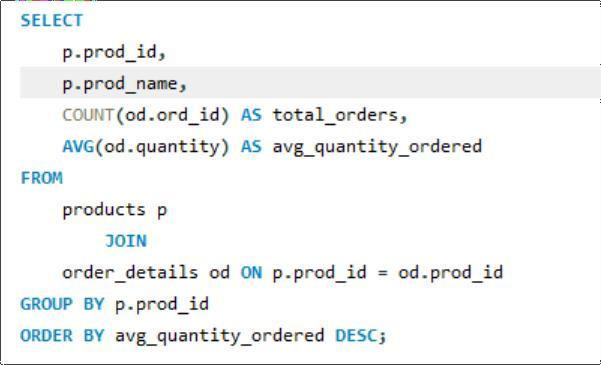 SELECT
p.prod_id,
p.prod_name,
COUNT(od.ord_id) AS total_orders,
AVG(od.quantity) AS avg_quantity_ordered
FROM
products p
JOIN
order_details od ON p.prod_id = od.prod_id
GROUP BY p.prod_id
ORDER BY avg_quantity_ordered DESC;